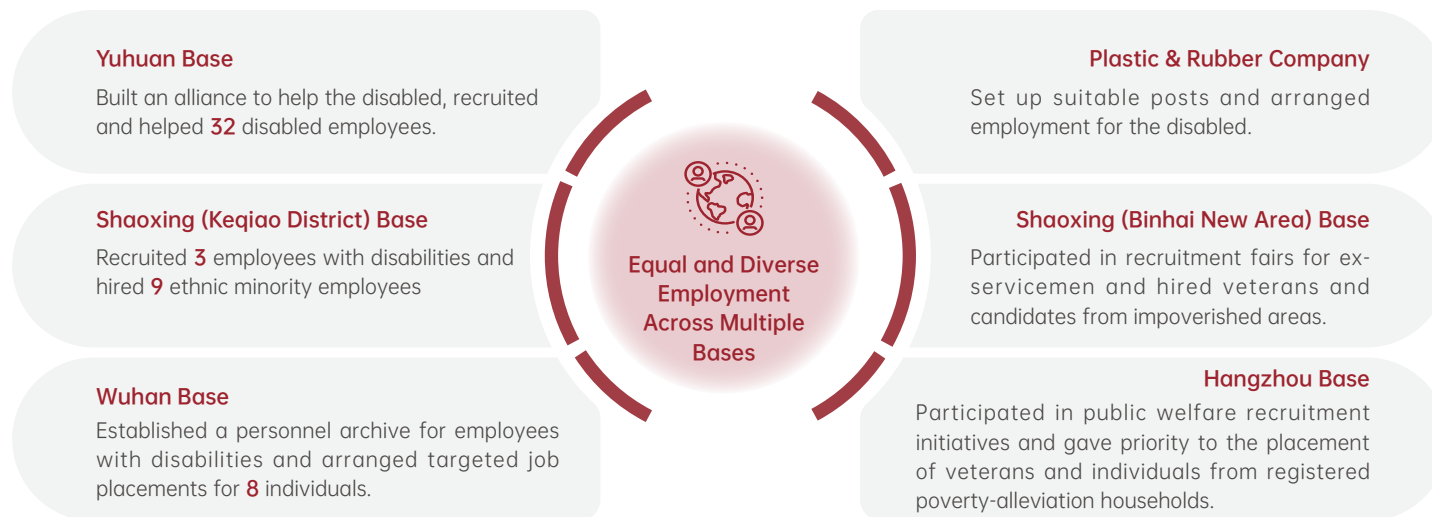 Yuhuan Base
Built an alliance to help the disabled, recruited
and helped 32 disabled employees.
Shaoxing (Keqiao District) Base
Recruited 3 employees with disabilities and
hired 9 ethnic minority employees
Wuhan Base
Established a personnel archive for employees
with disabilities and arranged targeted job
placements for 8 individuals.
Equal and Diverse
Employment
Across Multiple
Bases
Plastic & Rubber Company
Set up suitable posts and arranged
employment for the disabled.
Shaoxing (Binhai New Area) Base
Participated in recruitment fairs for ex-
servicemen and hired veterans and
candidates from impoverished areas.
Hangzhou Base
Participated in public welfare recruitment
initiatives and gave priority to the placement
of veterans and individuals from registered
poverty-alleviation households.